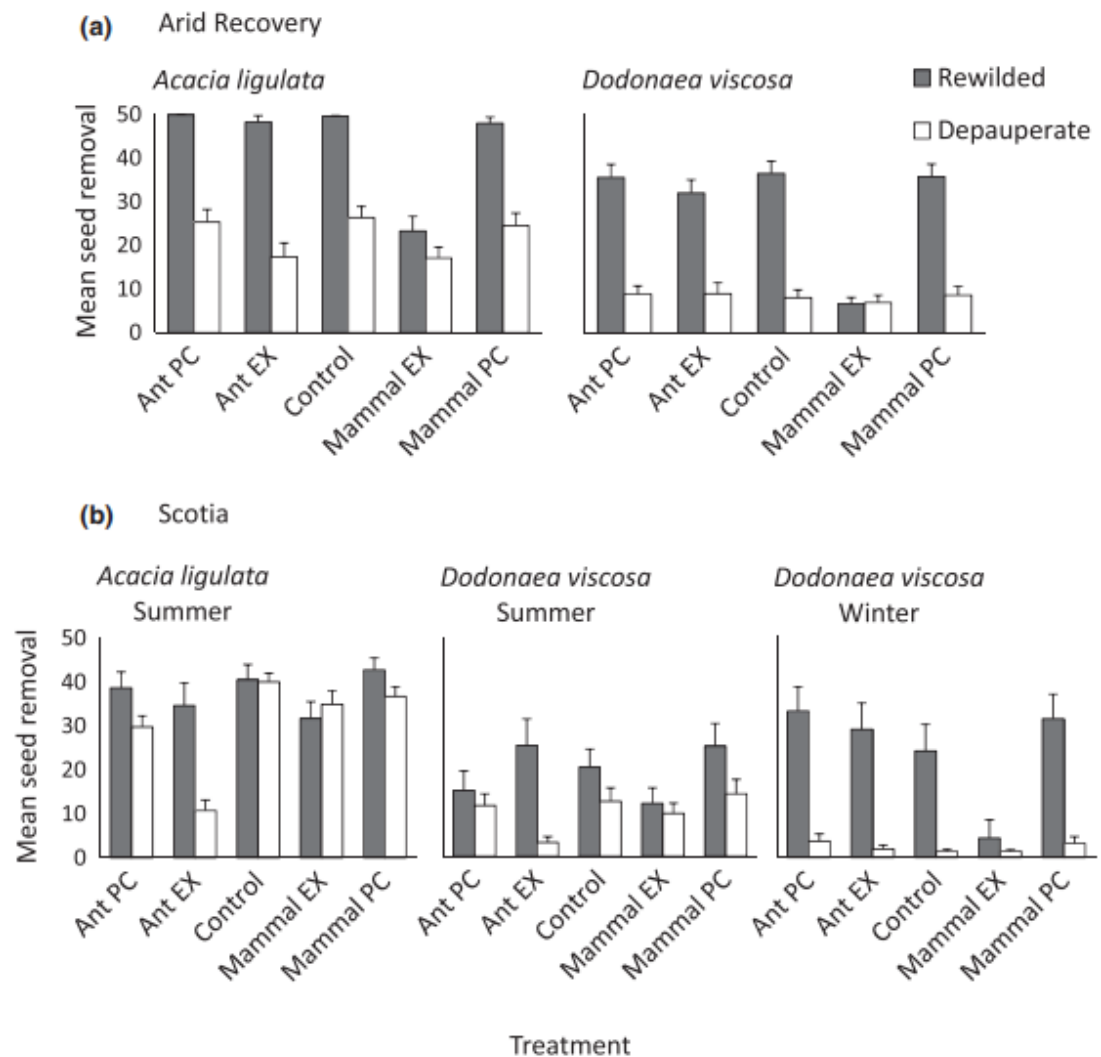 (a) Arid Recovery
Acacia ligulata
Dodonaea viscosa
Rewilded
Depauperate
Mean seed removal
50
40
30
20
10
0
Ant PC
Ant EX
Control
Mammal EX
Mammal PC
Ant PC
Ant EX
Control
Mammal EX
Mammal PC
(b) Scotia
Acacia ligulata
Summer
Dodonaea viscosa
Summer
Dodonaea viscosa
Winter
Mean seed removal
50
40
30
20
10
0
Ant PC
Ant EX
Control
Mammal EX
Mammal PC
Ant PC
Ant EX
Control
Mammal EX
Mammal PC
Ant PC
Ant EX
Control
Mammal EX
Mammal PC
Treatment